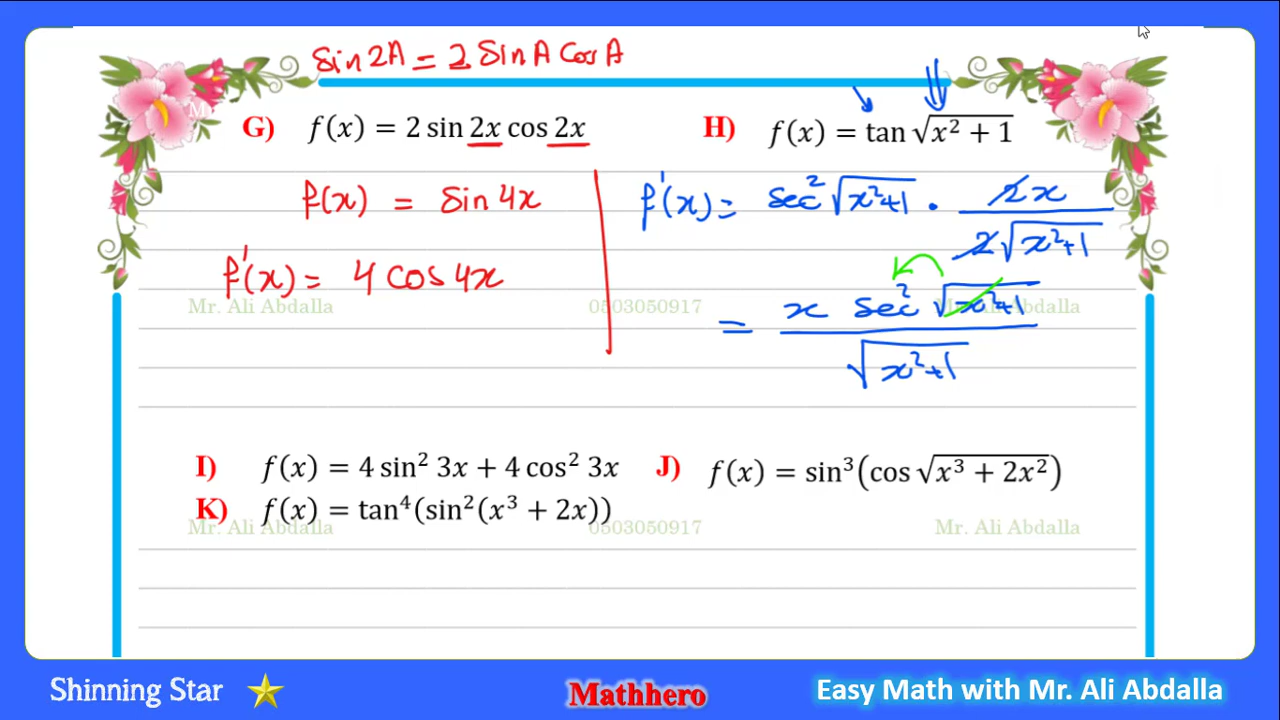 sin2A = 2 sin A cos A
G) f(x) = 2 sin 2x cos 2x
f(x) = sin 4x
f'(x) = 4 cos 4x
H) f(x) = tan √(x² + 1)
f'(x) = sec² √(x²+1) · 2x / 2√(x²+1)
= x sec² √(x²+1) / √(x²+1)
Mr. Ali Abdalla 0503050917 Mr. Ali Abdalla
I) f(x) = 4 sin² 3x + 4 cos² 3x
J) f(x) = sin³(cos √(x³ + 2x²))
K) f(x) = tan⁴(sin²(x³ + 2x))
Mr. Ali Abdalla 0503050917 Mr. Ali Abdalla
Shinning Star
Mathhero
Easy Math with Mr. Ali Abdalla